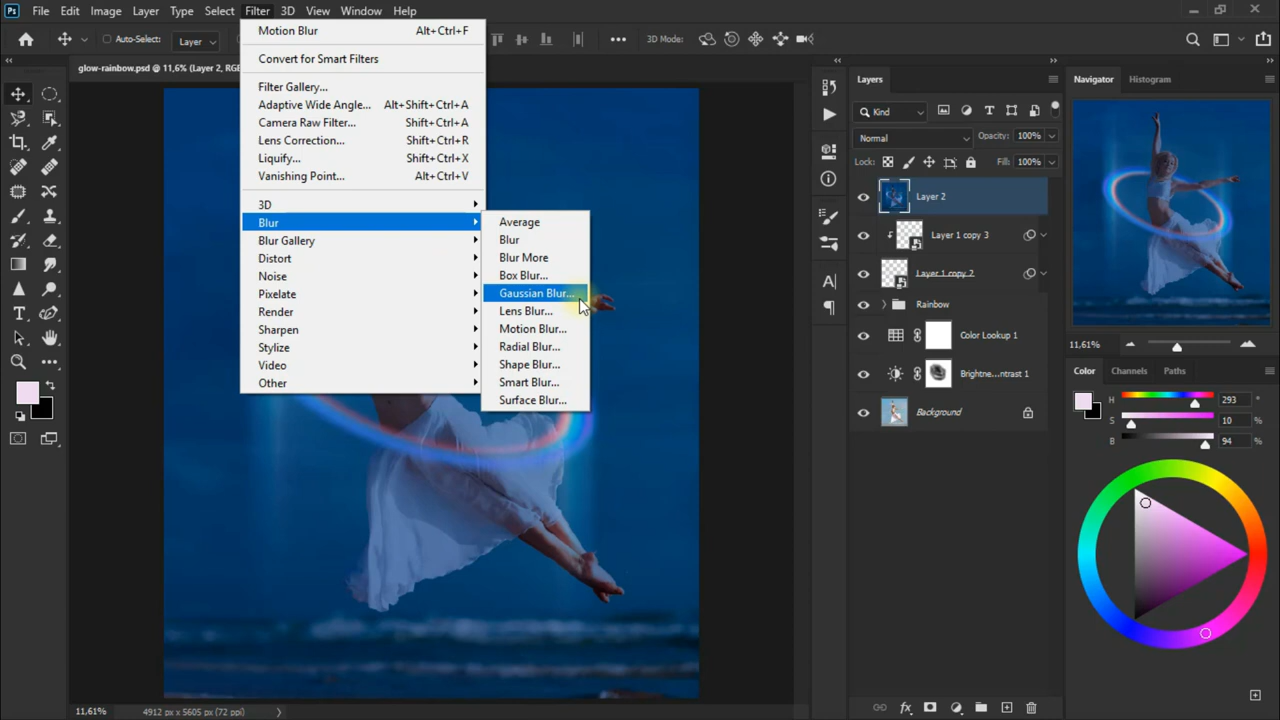 Ps File Edit Image Layer Type Select Filter 3D View Window Help
Auto-Select: Layer 3D Mode:
glow-rainbow.psd @ 11,6% (Layer 2, RGB
Motion Blur Alt+Ctrl+F
Convert for Smart Filters
Filter Gallery...
Adaptive Wide Angle... Alt+Shift+Ctrl+A
Camera Raw Filter... Shift+Ctrl+A
Lens Correction... Shift+Ctrl+R
Liquify... Shift+Ctrl+X
Vanishing Point... Alt+Ctrl+V
3D
Blur
Blur Gallery
Distort
Noise
Pixelate
Render
Sharpen
Stylize
Video
Other
Average
Blur
Blur More
Box Blur...
Gaussian Blur...
Lens Blur...
Motion Blur...
Radial Blur...
Shape Blur...
Smart Blur...
Surface Blur...
Layers
Kind
Normal Opacity: 100%
Lock: Fill: 100%
Layer 2
Layer 1 copy 3
Layer 1 copy 2
Rainbow
Color Lookup 1
Brightne...ntrast 1
Background
Navigator Histogram
11,61%
Color Channels Paths
H 293 °
S 10 %
B 94 %
11,61% 4912 px x 5605 px (72 ppi)